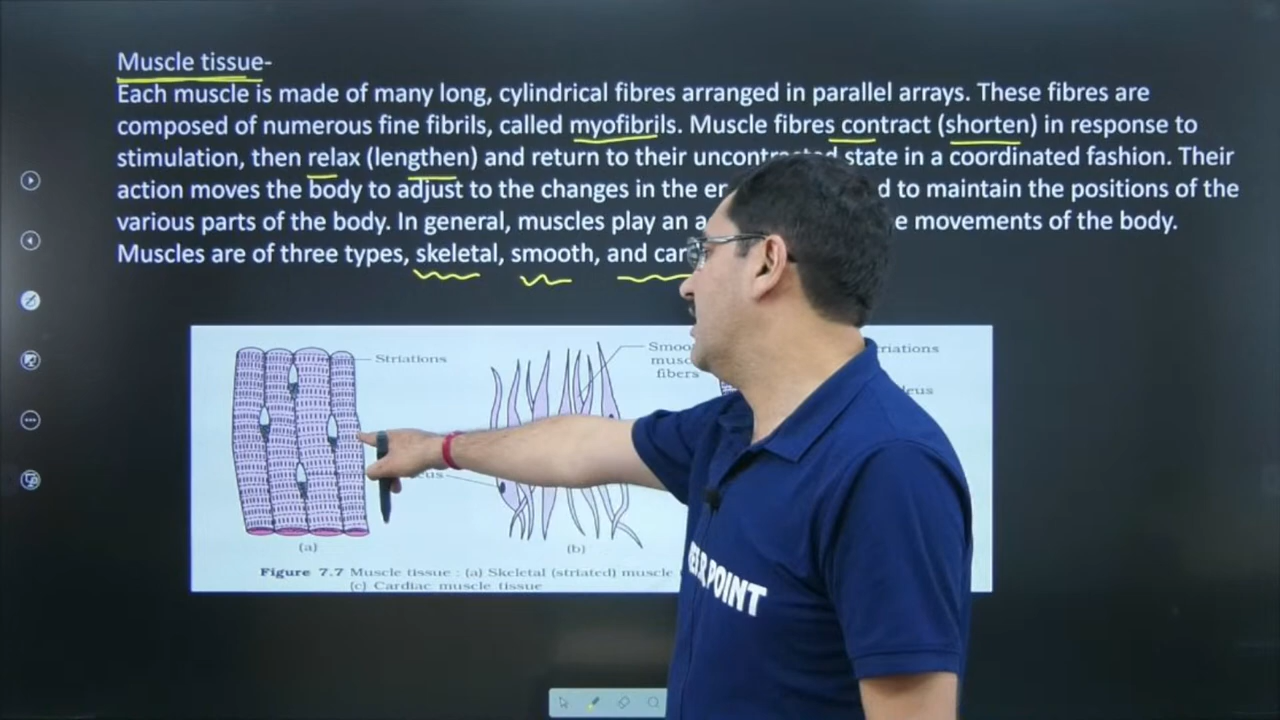 Muscle tissue-
Each muscle is made of many long, cylindrical fibres arranged in parallel arrays. These fibres are
composed of numerous fine fibrils, called myofibrils. Muscle fibres contract (shorten) in response to
stimulation, then relax (lengthen) and return to their uncontracted state in a coordinated fashion. Their
action moves the body to adjust to the changes in the to maintain the positions of the
various parts of the body. In general, muscles play an movements of the body.
Muscles are of three types, skeletal, smooth, and
Striations
muscle
fibers
(a)
(b)
Figure 7.7 Muscle tissue : (a) Skeletal (striated) muscle
(c) Cardiac muscle tissue
POINT